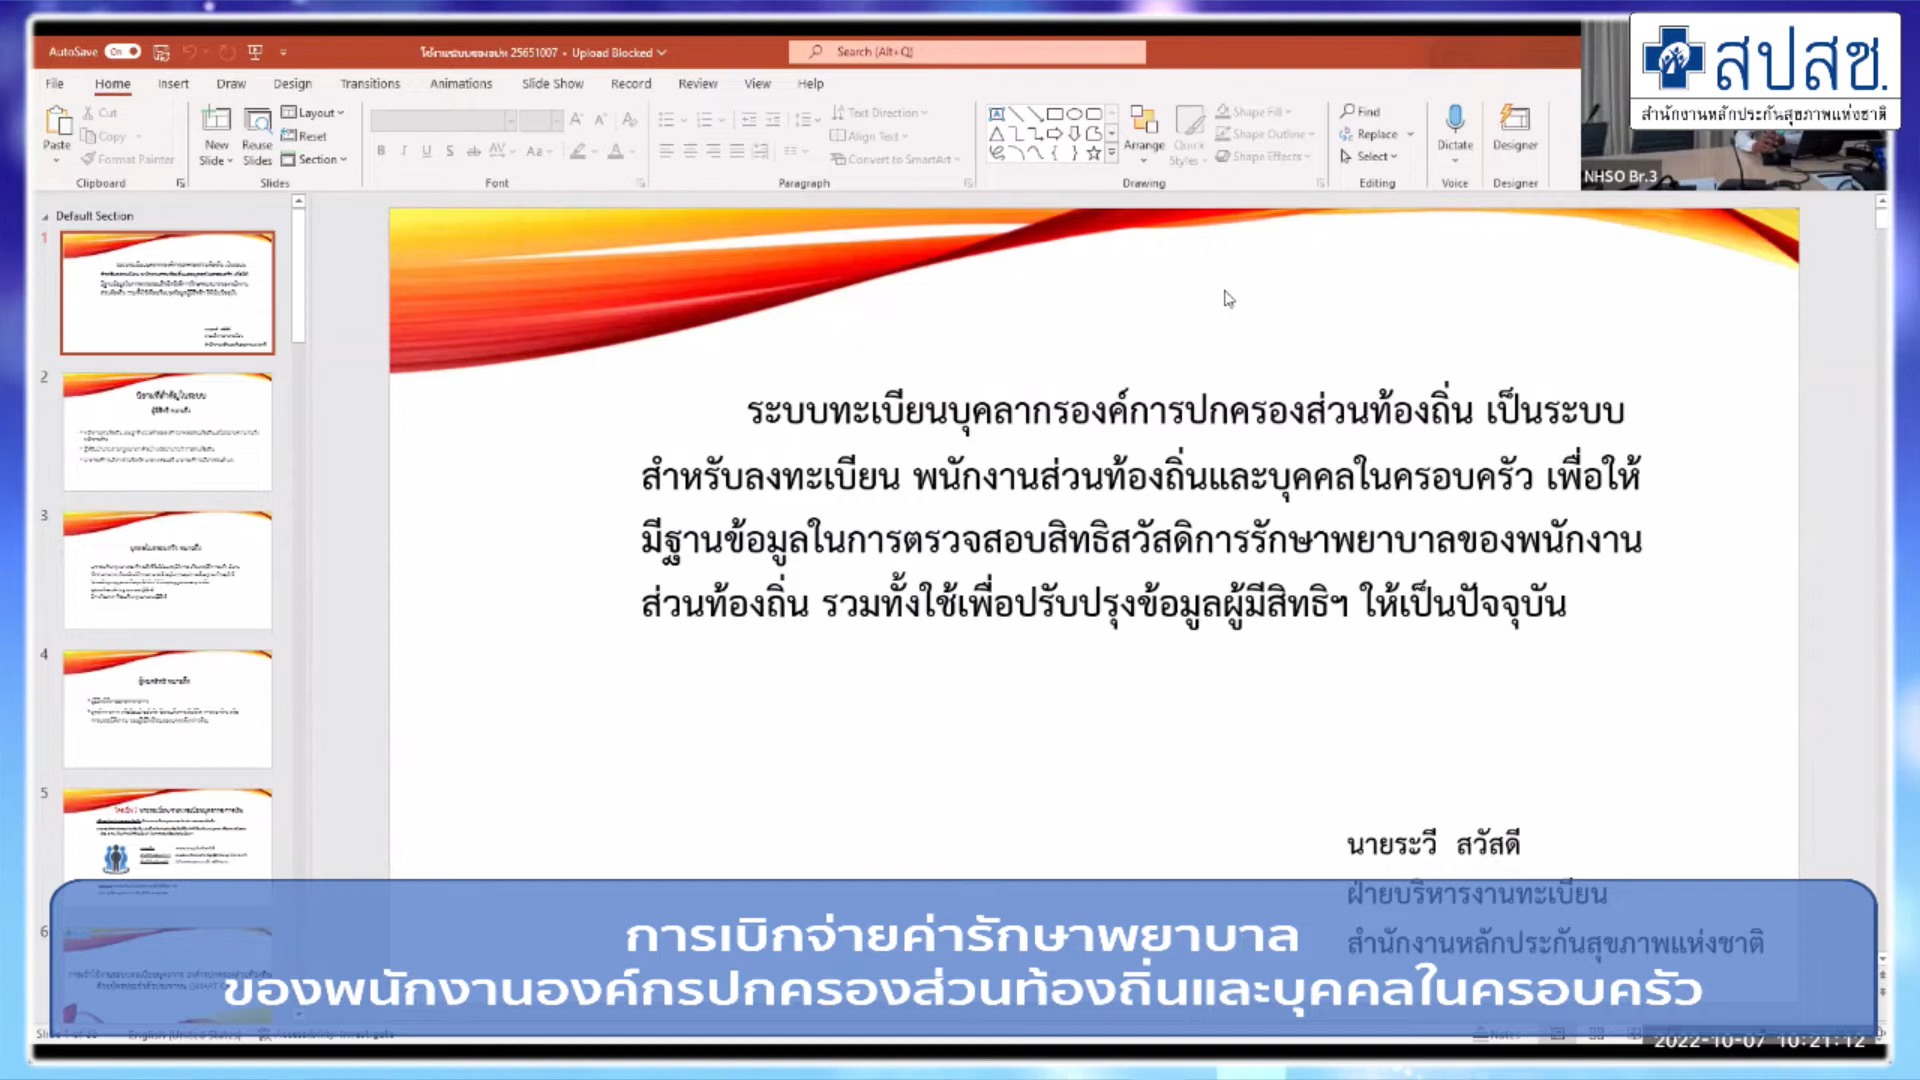 AutoSave On
25651007 • Upload Blocked
Search (Alt+Q)
สปสช.
สำนักงานหลักประกันสุขภาพแห่งชาติ
File Home Insert Draw Design Transitions Animations Slide Show Record Review View Help
Paste
Cut
Copy
Format Painter
Clipboard
New Slide
Reuse Slides
Layout
Reset
Section
Slides
Font
Text Direction
Align Text
Convert to SmartArt
Paragraph
Arrange
Quick Styles
Shape Fill
Shape Outline
Shape Effects
Drawing
Find
Replace
Select
Editing
Dictate
Voice
Designer
Designer
NHSO Br.3
Default Section
1
2
3
4
5
6
ระบบทะเบียนบุคลากรองค์การปกครองส่วนท้องถิ่น เป็นระบบ
สำหรับลงทะเบียน พนักงานส่วนท้องถิ่นและบุคคลในครอบครัว เพื่อให้
มีฐานข้อมูลในการตรวจสอบสิทธิสวัสดิการรักษาพยาบาลของพนักงาน
ส่วนท้องถิ่น รวมทั้งใช้เพื่อปรับปรุงข้อมูลผู้มีสิทธิฯ ให้เป็นปัจจุบัน
นายระวี สวัสดี
ฝ่ายบริหารงานทะเบียน
สำนักงานหลักประกันสุขภาพแห่งชาติ
การเบิกจ่ายค่ารักษาพยาบาล
ของพนักงานองค์กรปกครองส่วนท้องถิ่นและบุคคลในครอบครัว
English (United States)
Notes
2022-10-07 10:21:12